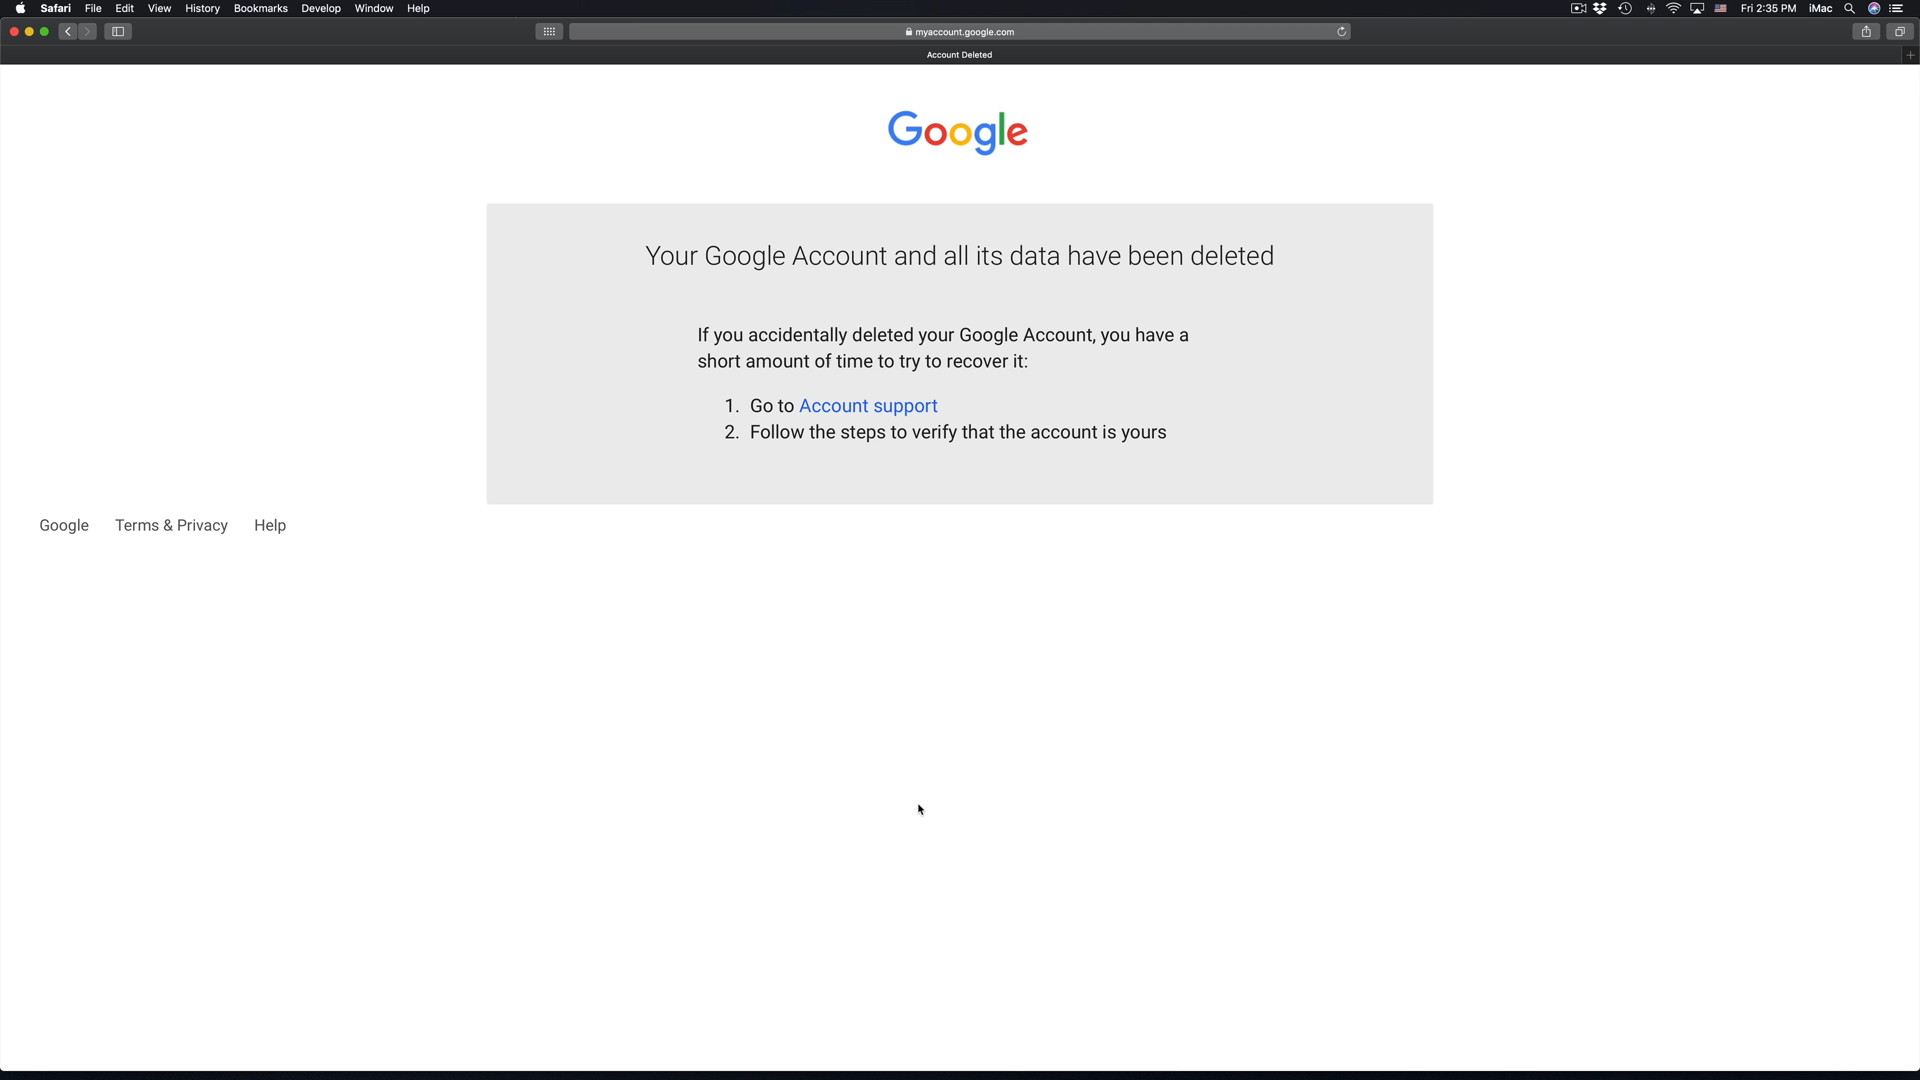 Safari File Edit View History Bookmarks Develop Window Help Fri 2:35 PM iMac
myaccount.google.com
Account Deleted
Google
Your Google Account and all its data have been deleted
If you accidentally deleted your Google Account, you have a
short amount of time to try to recover it:
1. Go to Account support
2. Follow the steps to verify that the account is yours
Google Terms & Privacy Help